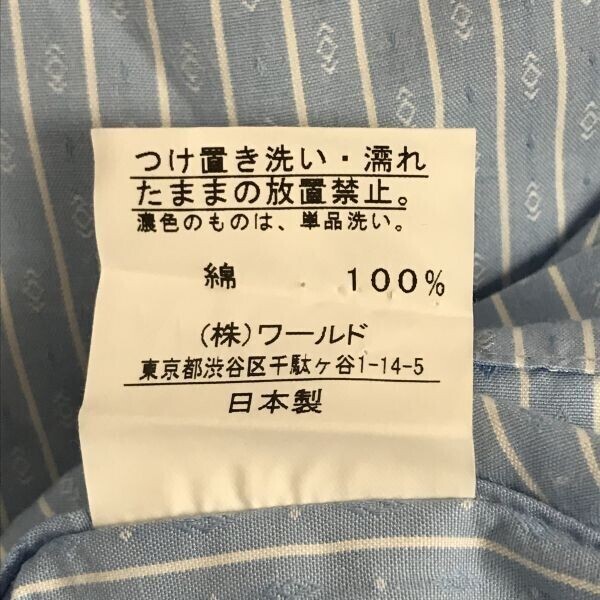 つけ置き洗い・濡れ
たままの放置禁止。
濃色のものは、単品洗い。
綿 100%
(株)ワールド
東京都渋谷区千駄ヶ谷1-14-5
日本製